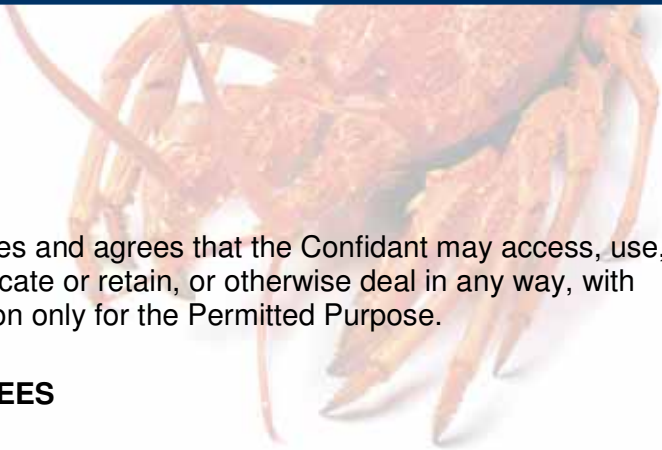 es and agrees that the Confidant may access, use,
cate or retain, or otherwise deal in any way, with
on only for the Permitted Purpose.
EES